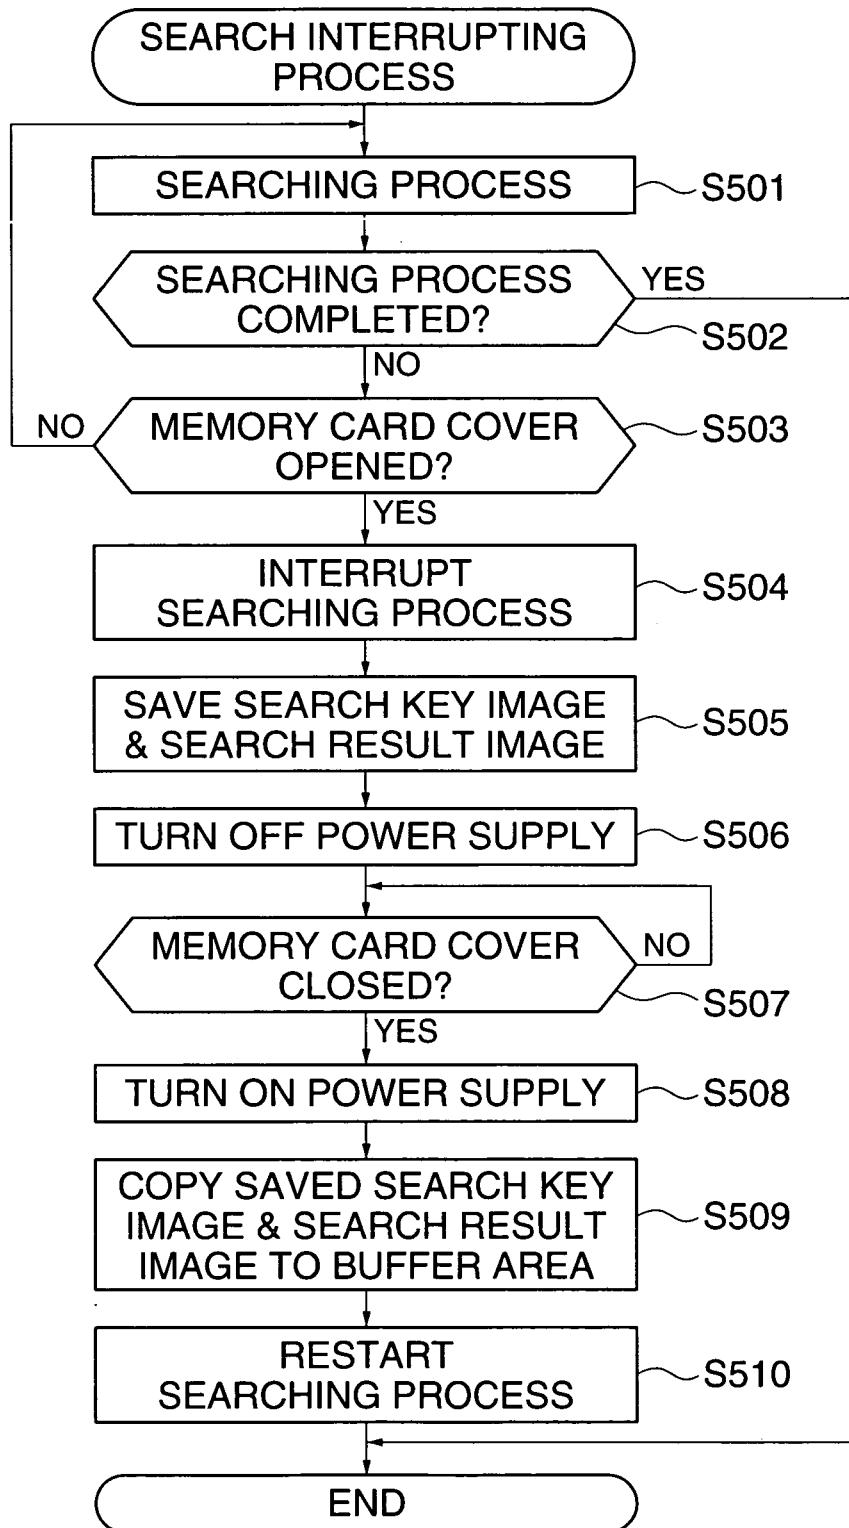 SEARCH INTERRUPTING
PROCESS
SEARCHING PROCESS
S501
SEARCHING PROCESS
COMPLETED?
YES
S502
NO
MEMORY CARD COVER
OPENED?
NO
S503
YES
INTERRUPT
SEARCHING PROCESS
S504
SAVE SEARCH KEY IMAGE
& SEARCH RESULT IMAGE
S505
TURN OFF POWER SUPPLY
S506
MEMORY CARD COVER
CLOSED?
NO
S507
YES
TURN ON POWER SUPPLY
S508
COPY SAVED SEARCH KEY
IMAGE & SEARCH RESULT
IMAGE TO BUFFER AREA
S509
RESTART
SEARCHING PROCESS
S510
END